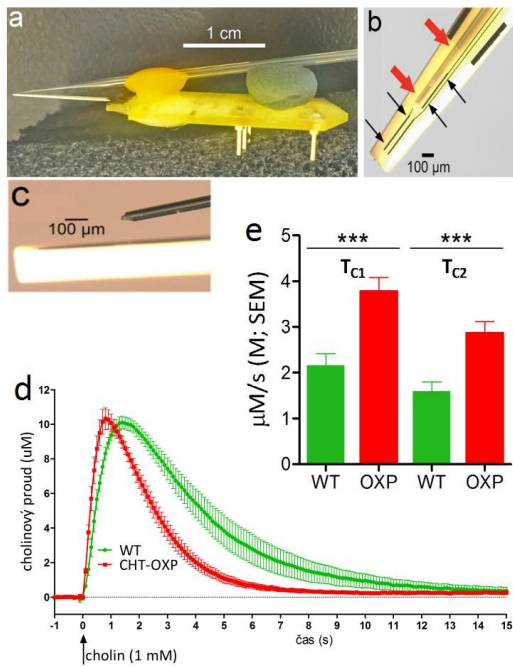 a
1 cm
b
100 µm
c
100 µm
e
***
***
T_C1
T_C2
µM/s (M; SEM)
5
4
3
2
1
0
WT
OXP
WT
OXP
d
cholinový proud (uM)
12
10
8
6
4
2
0
WT
CHT-OXP
-1
0
1
2
3
4
5
6
7
8
9
10
11
12
13
14
15
čas (s)
cholin (1 mM)